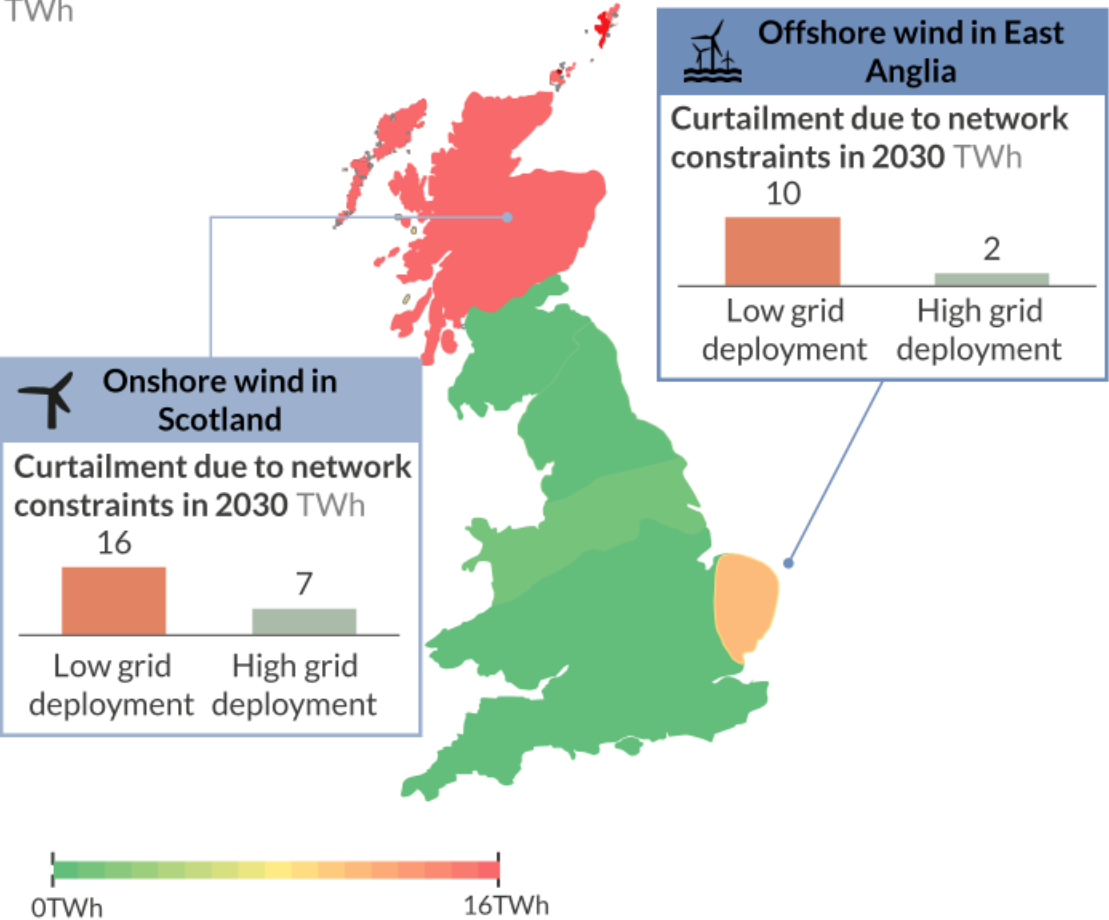 TWh
Offshore wind in East
Anglia
Curtailment due to network
constraints in 2030 TWh
10
2
Low grid
deployment
High grid
deployment
Onshore wind in
Scotland
Curtailment due to network
constraints in 2030 TWh
16
7
Low grid
deployment
High grid
deployment
0TWh
16TWh